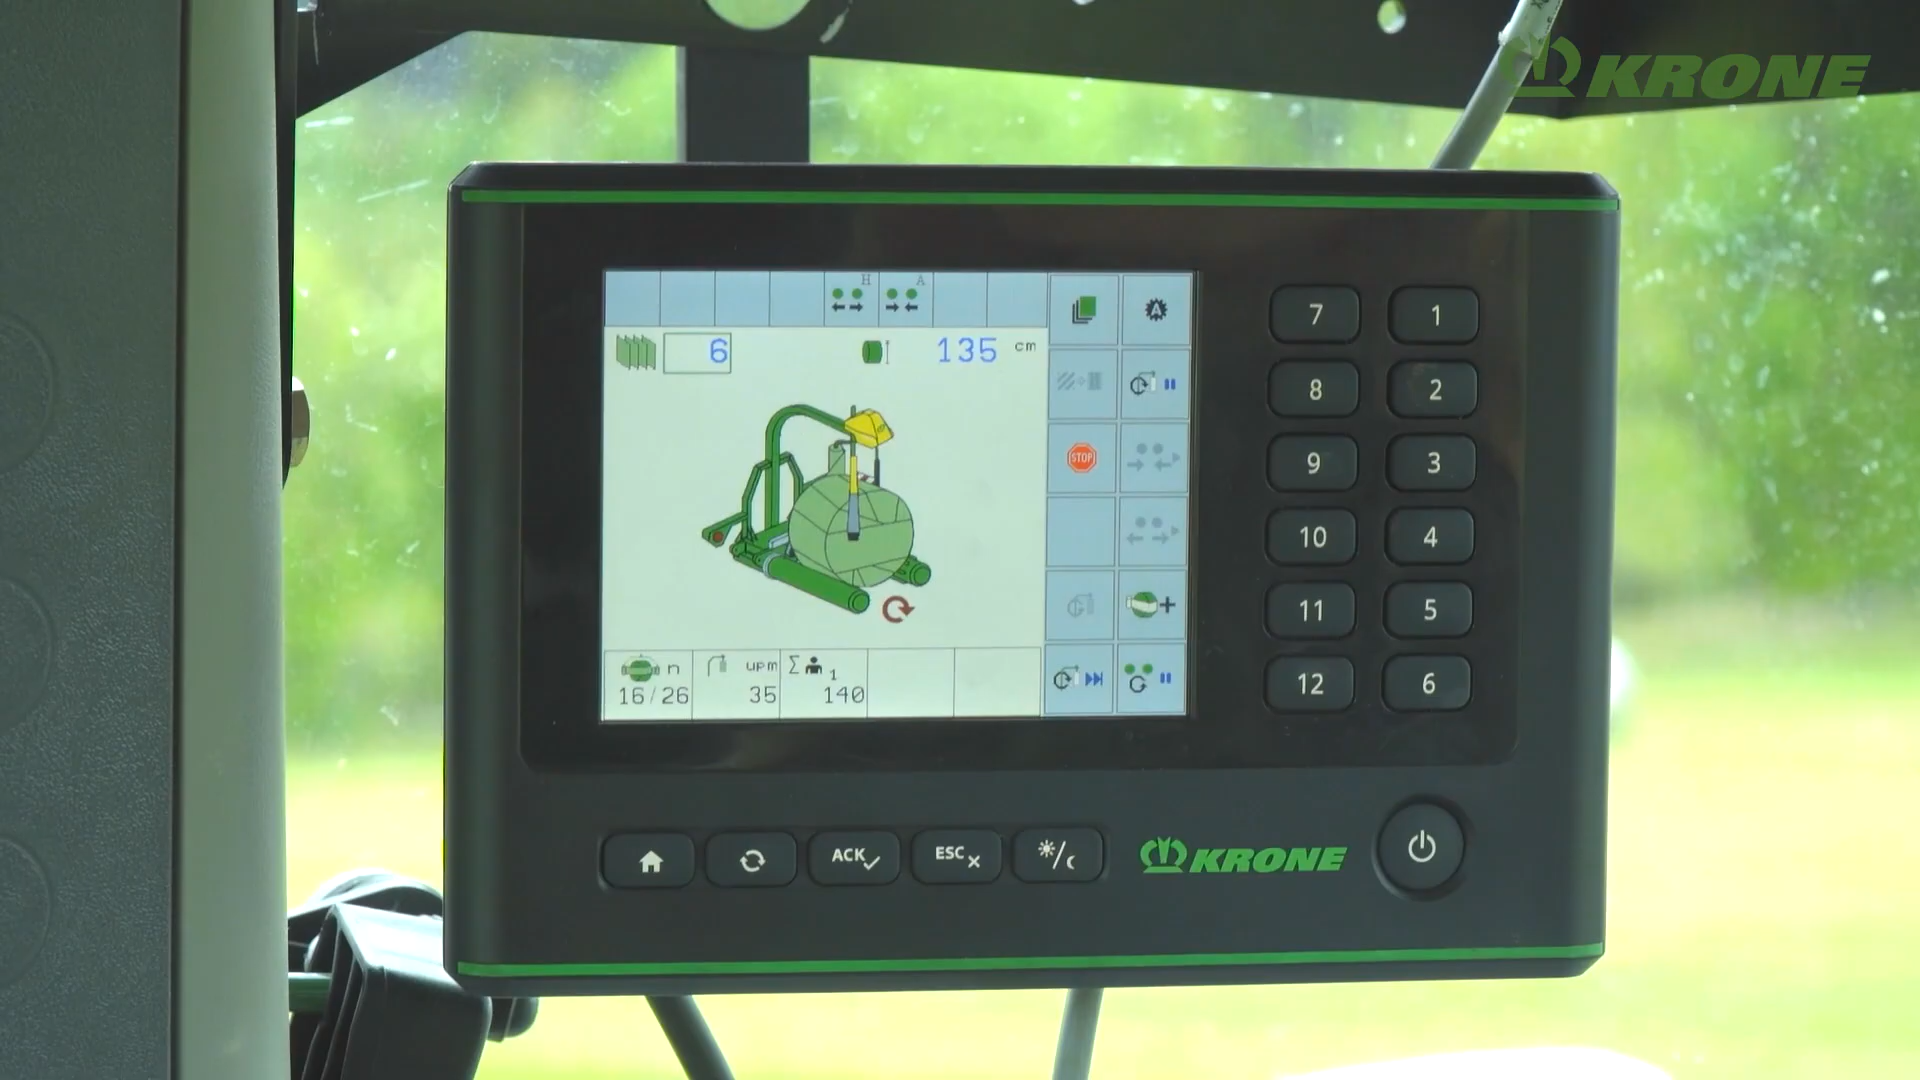 KRONE
H A
6 135 cm
STOP
n upm Σ 1
16/26 35 140
7 1
8 2
9 3
10 4
11 5
12 6
ACK ESC KRONE